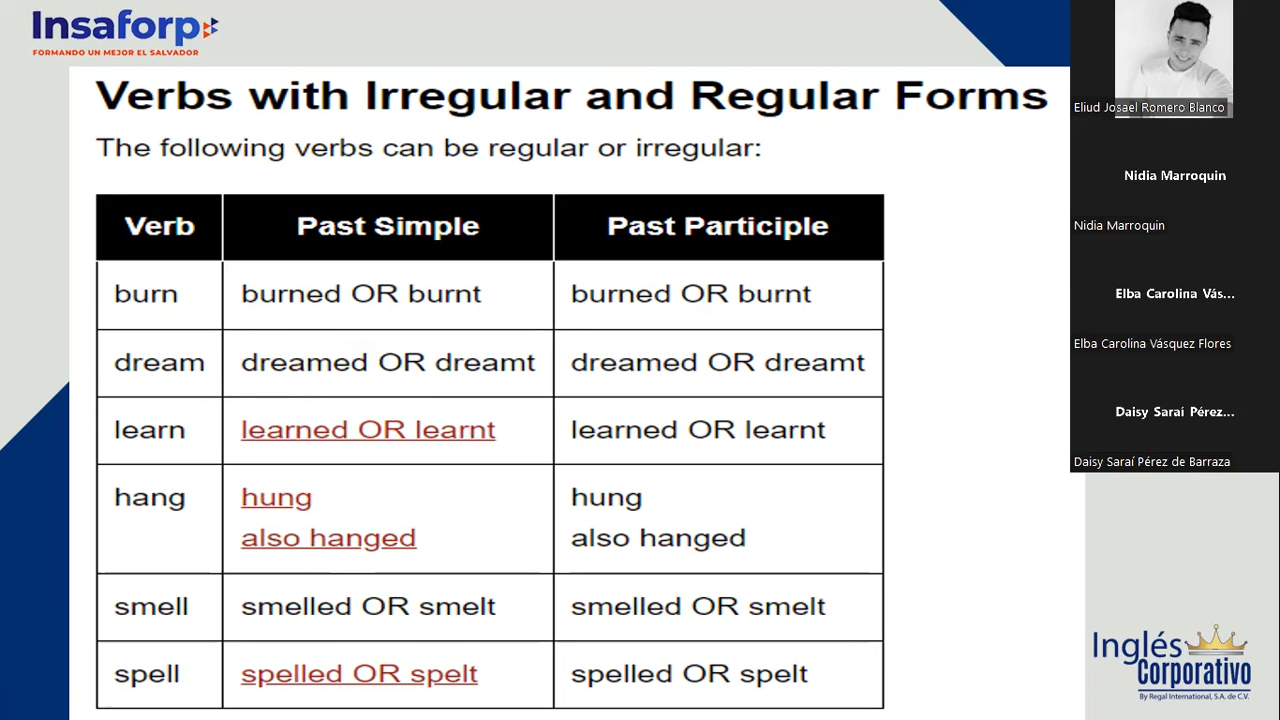 Insaforp
FORMANDO UN MEJOR EL SALVADOR
Verbs with Irregular and Regular Forms
The following verbs can be regular or irregular:
Verb Past Simple Past Participle
burn burned OR burnt burned OR burnt
dream dreamed OR dreamt dreamed OR dreamt
learn learned OR learnt learned OR learnt
hang hung hung
also hanged also hanged
smell smelled OR smelt smelled OR smelt
spell spelled OR spelt spelled OR spelt
Eliud Josael Romero Blanco
Nidia Marroquin
Nidia Marroquin
Elba Carolina Vás...
Elba Carolina Vásquez Flores
Daisy Saraí Pérez...
Daisy Saraí Pérez de Barraza
Inglés
Corporativo
By Regal International, S.A. de C.V.